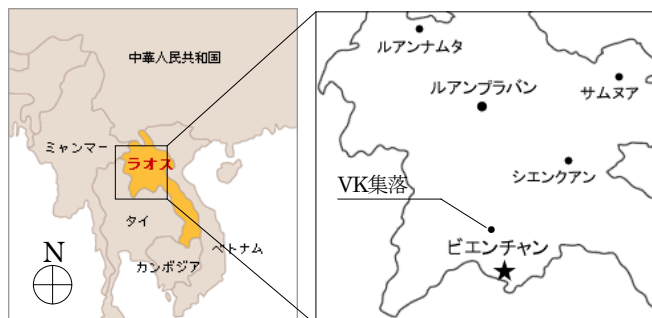 中華人民共和国
ミャンマー
ラオス
タイ
ベトナム
カンボジア
N
ルアンナムタ
ルアンプラバン
サムヌア
シエンクアン
VK集落
ビエンチャン